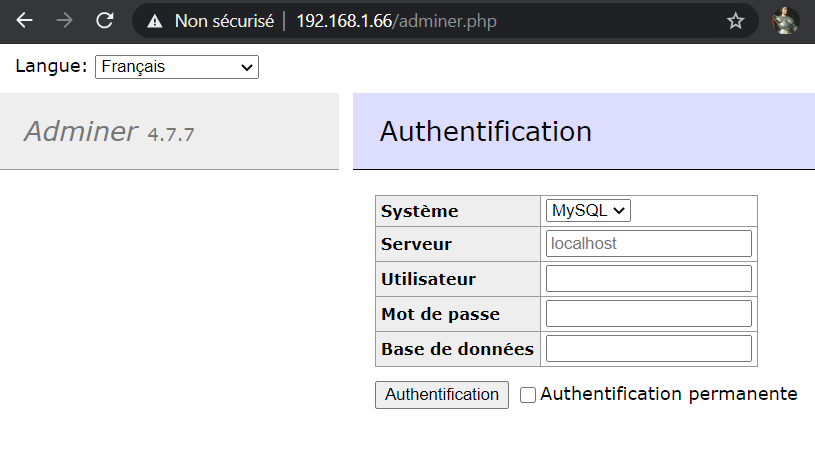 Non sécurisé | 192.168.1.66/adminer.php
Langue: Français
Adminer 4.7.7
Authentification
Système MySQL
Serveur localhost
Utilisateur
Mot de passe
Base de données
Authentification Authentification permanente